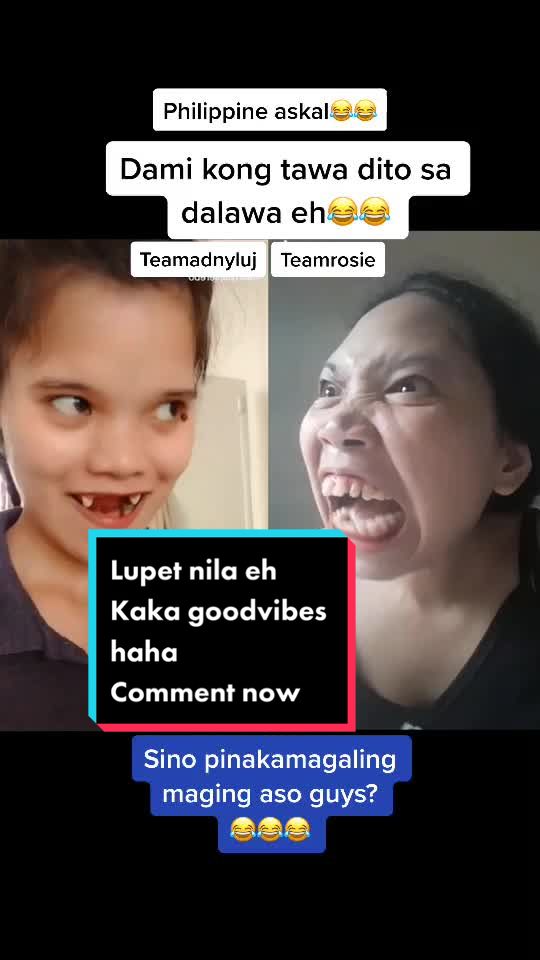 Philippine askal😂😂
Dami kong tawa dito sa
dalawa eh😂😂
Teamadnyluj
Teamrosie
Lupet nila eh
Kaka goodvibes
haha
Comment now
Sino pinakamagaling
maging aso guys?
😂😂😂